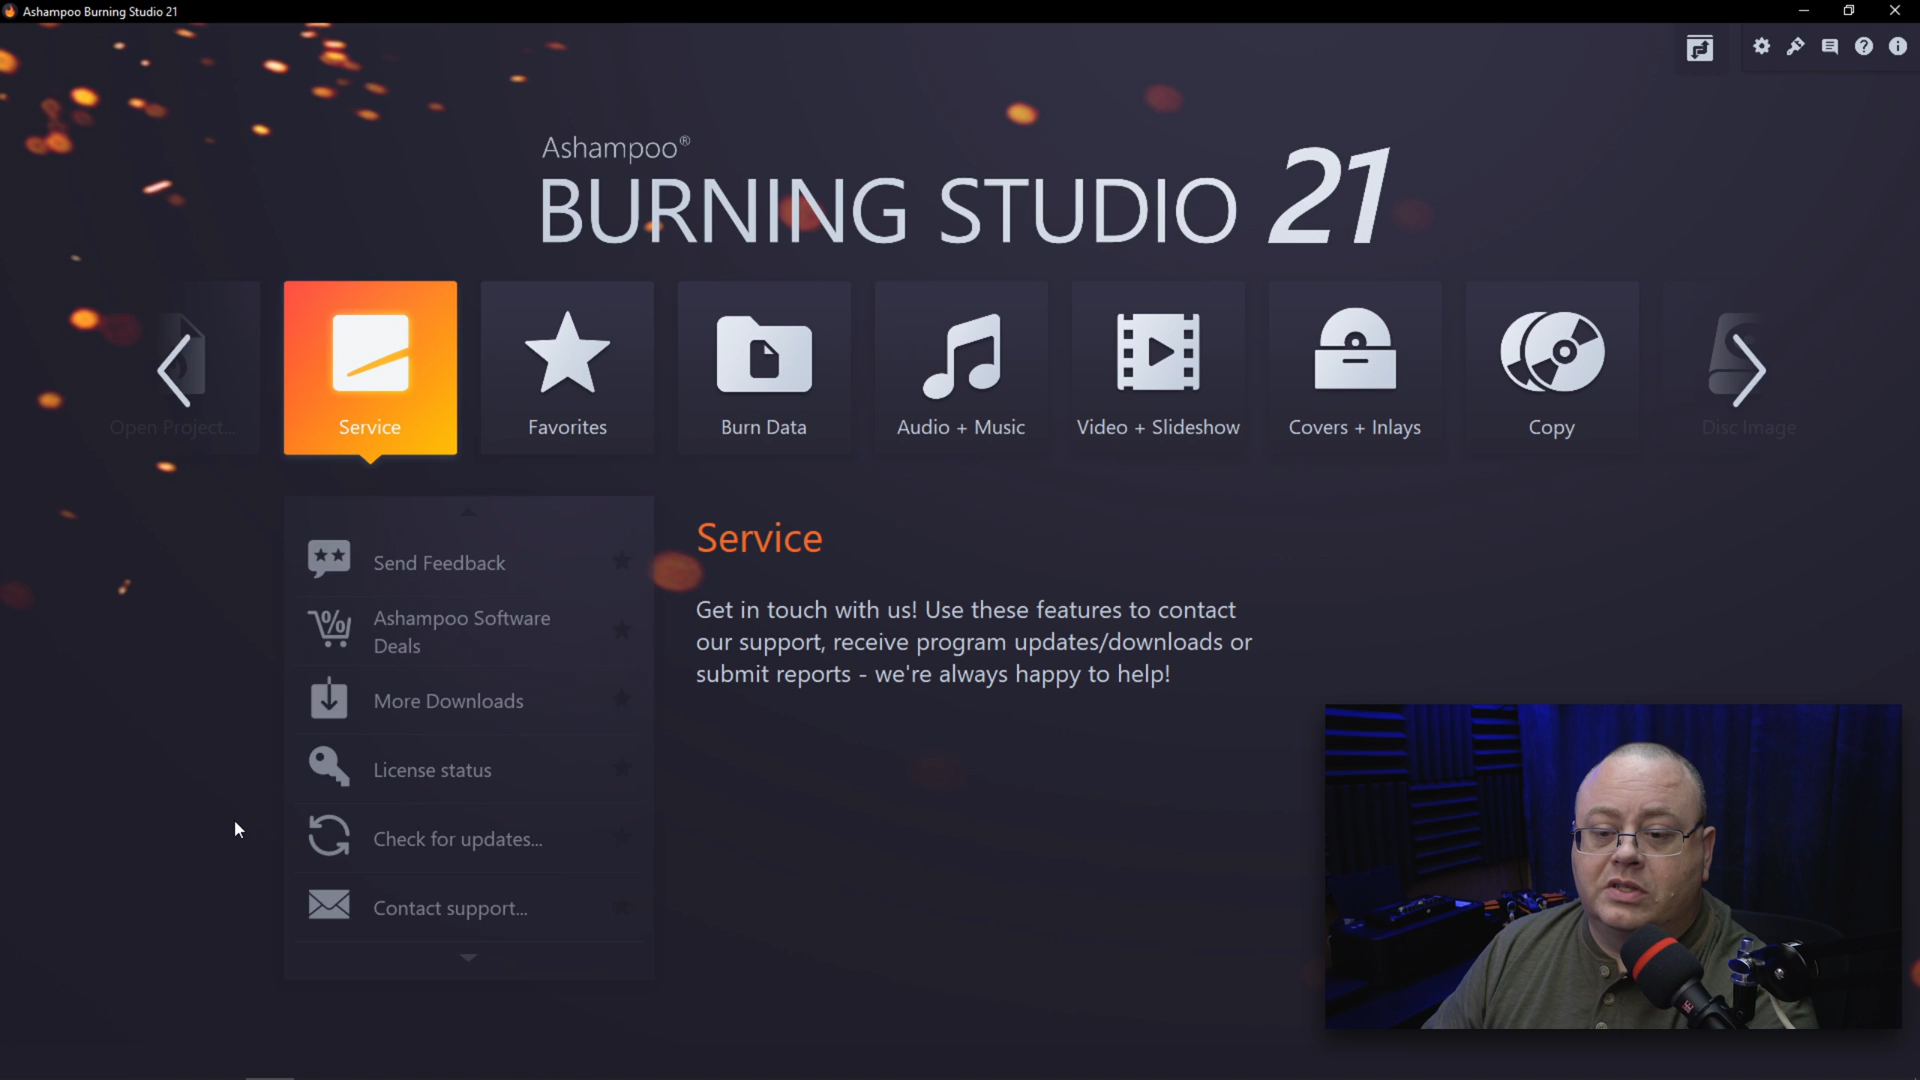 Ashampoo Burning Studio 21
Ashampoo®
BURNING STUDIO 21
Open Project...
Service
Favorites
Burn Data
Audio + Music
Video + Slideshow
Covers + Inlays
Copy
Disc Image
Send Feedback
Ashampoo Software
Deals
More Downloads
License status
Check for updates...
Contact support...
Service
Get in touch with us! Use these features to contact
our support, receive program updates/downloads or
submit reports - we're always happy to help!